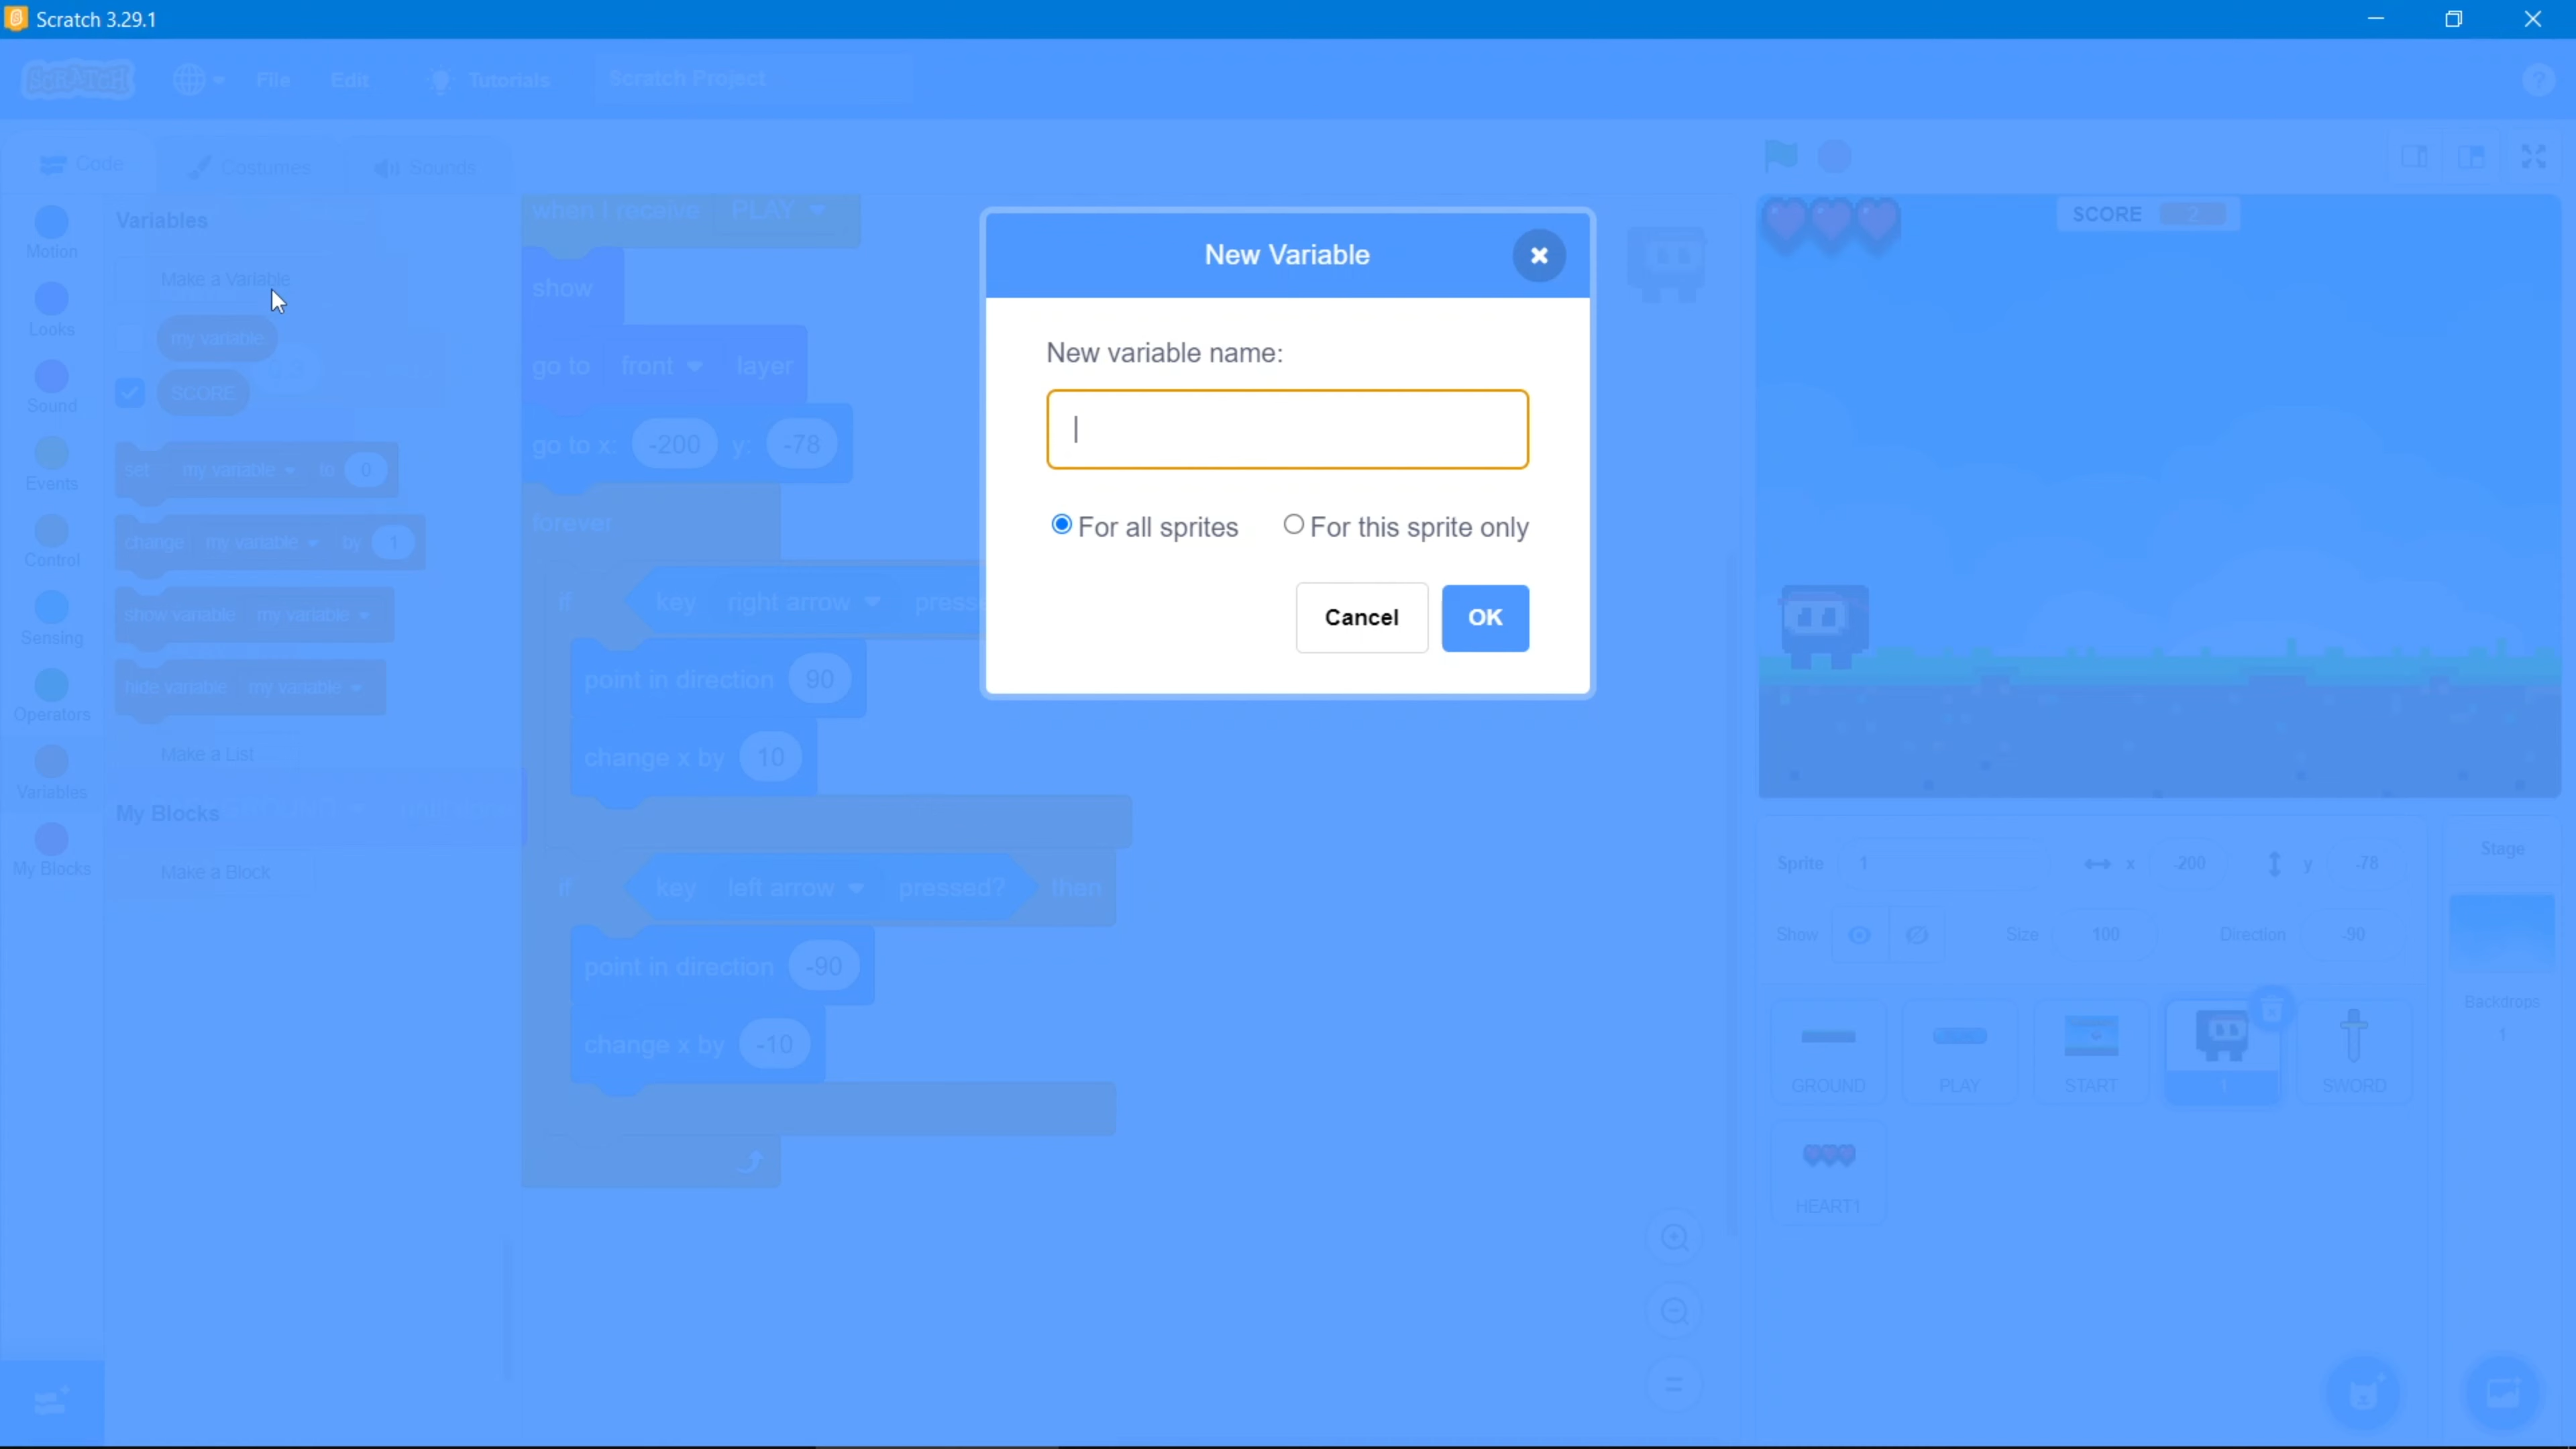 Scratch 3.29.1
SCRATCH
File Edit Tutorials Scratch Project
Code Costumes Sounds
Motion
Looks
Sound
Events
Control
Sensing
Operators
Variables
My Blocks
Variables
Make a Variable
my variable
SCORE
set my variable to 0
change my variable by 1
show variable my variable
hide variable my variable
Make a List
My Blocks
Make a Block
when I receive PLAY
show
go to front layer
go to x: -200 y: -78
forever
if key right arrow
point in direction 90
change x by 10
if key left arrow pressed? then
point in direction -90
change x by -10
New Variable
New variable name:
For all sprites For this sprite only
Cancel OK
SCORE 2
Sprite 1 x -200 y -78
Show Size 100 Direction -90
GROUND PLAY START 1 SWORD
HEART1
Stage
Backdrops
1